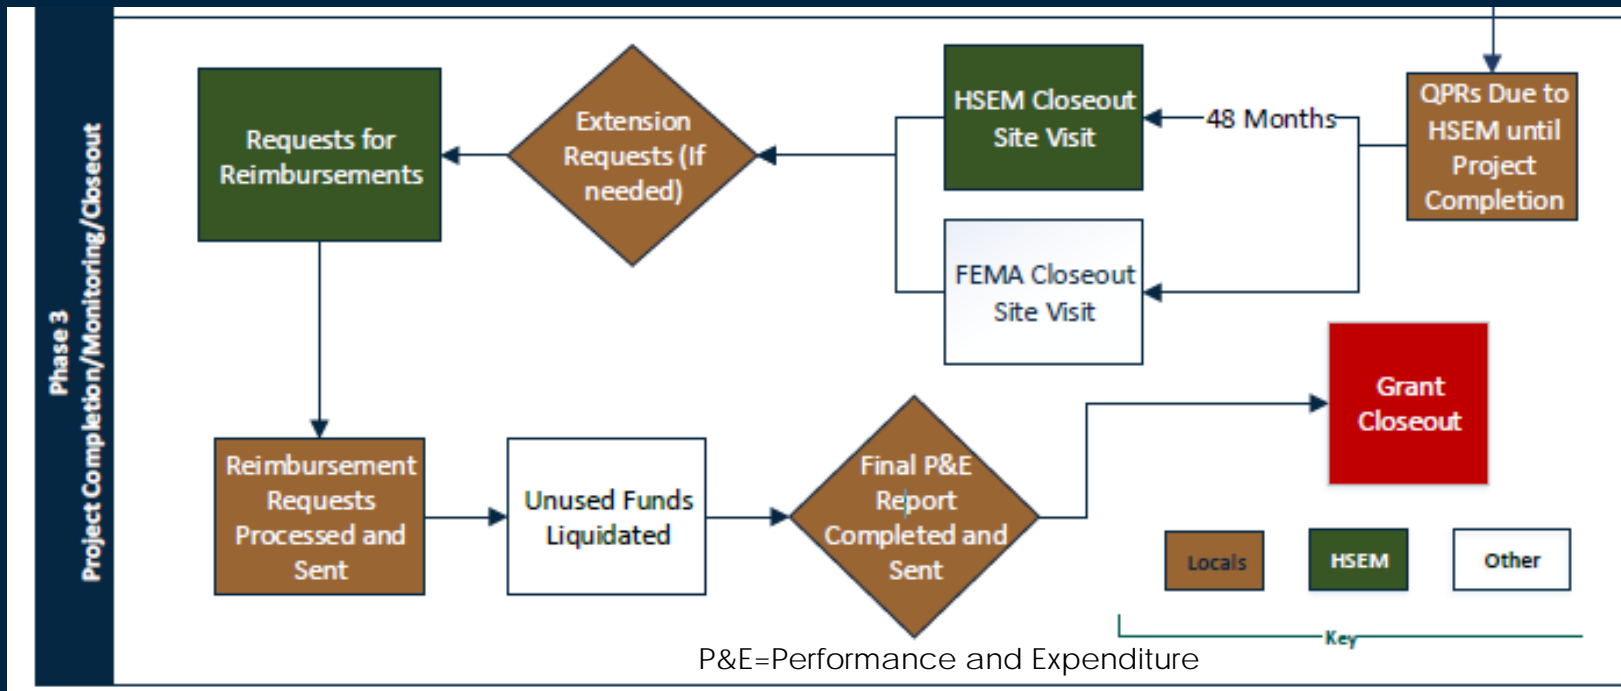 Phase 3
Project Completion/Monitoring/Closeout
QPRs Due to
HSEM until
Project
Completion
48 Months
HSEM Closeout
Site Visit
FEMA Closeout
Site Visit
Extension
Requests (If
needed)
Requests for
Reimbursements
Reimbursement
Requests
Processed and
Sent
Unused Funds
Liquidated
Final P&E
Report
Completed and
Sent
Grant
Closeout
Locals
HSEM
Other
Key
P&E=Performance and Expenditure